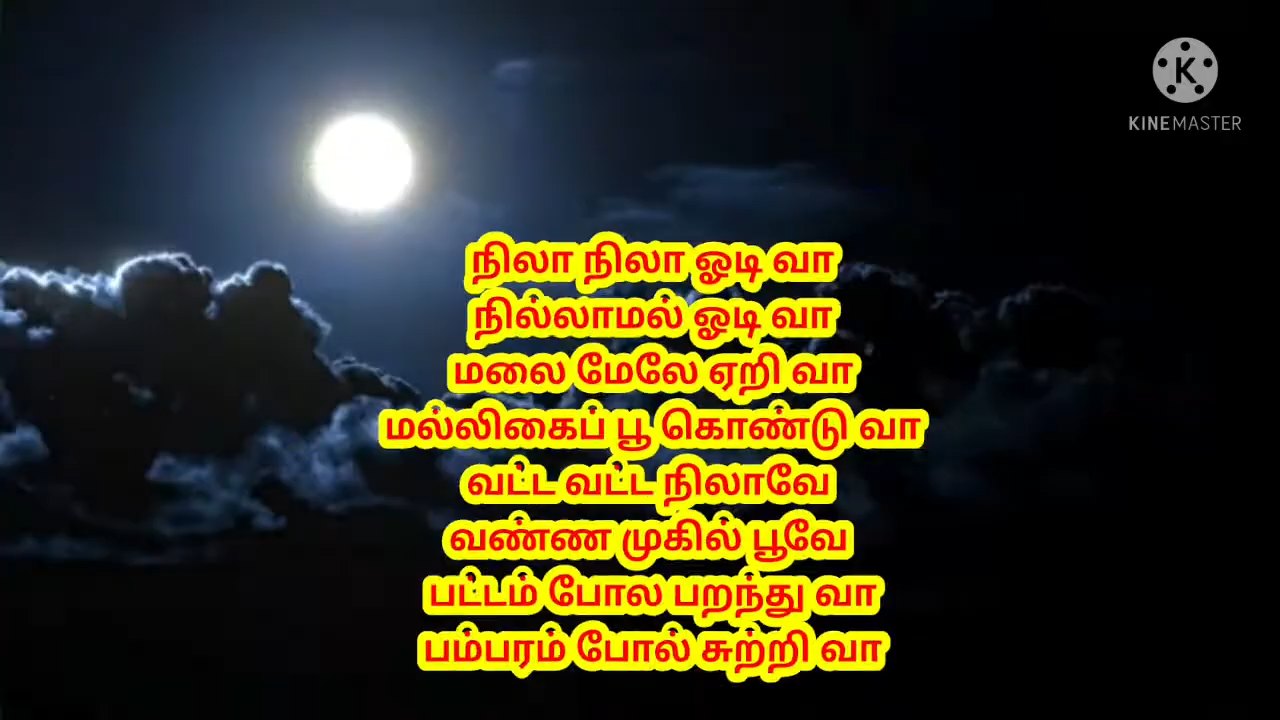 KINEMASTER
நிலா நிலா ஓடி வா
நில்லாமல் ஓடி வா
மலை மேலே ஏறி வா
மல்லிகைப் பூ கொண்டு வா
வட்ட வட்ட நிலாவே
வண்ண முகில் பூவே
பட்டம் போல பறந்து வா
பம்பரம் போல் சுற்றி வா